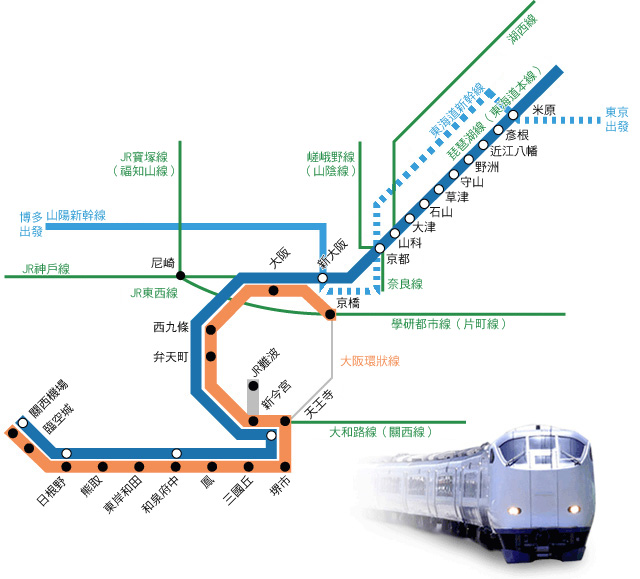 湖西線
東海道新幹線
琵琶湖線（東海道本線）
米原
東京
出發
彥根
近江八幡
野洲
守山
草津
石山
大津
山科
京都
JR寶塚線
（福知山線）
嵯峨野線
（山陰線）
博多
出發
山陽新幹線
尼崎
大阪
新大阪
JR神戶線
JR東西線
奈良線
京橋
學研都市線（片町線）
西九條
弁天町
大阪環狀線
JR難波
新今宮
天王寺
大和路線（關西線）
關西機場
臨空城
日根野
熊取
東岸和田
和泉府中
鳳
三國丘
堺市